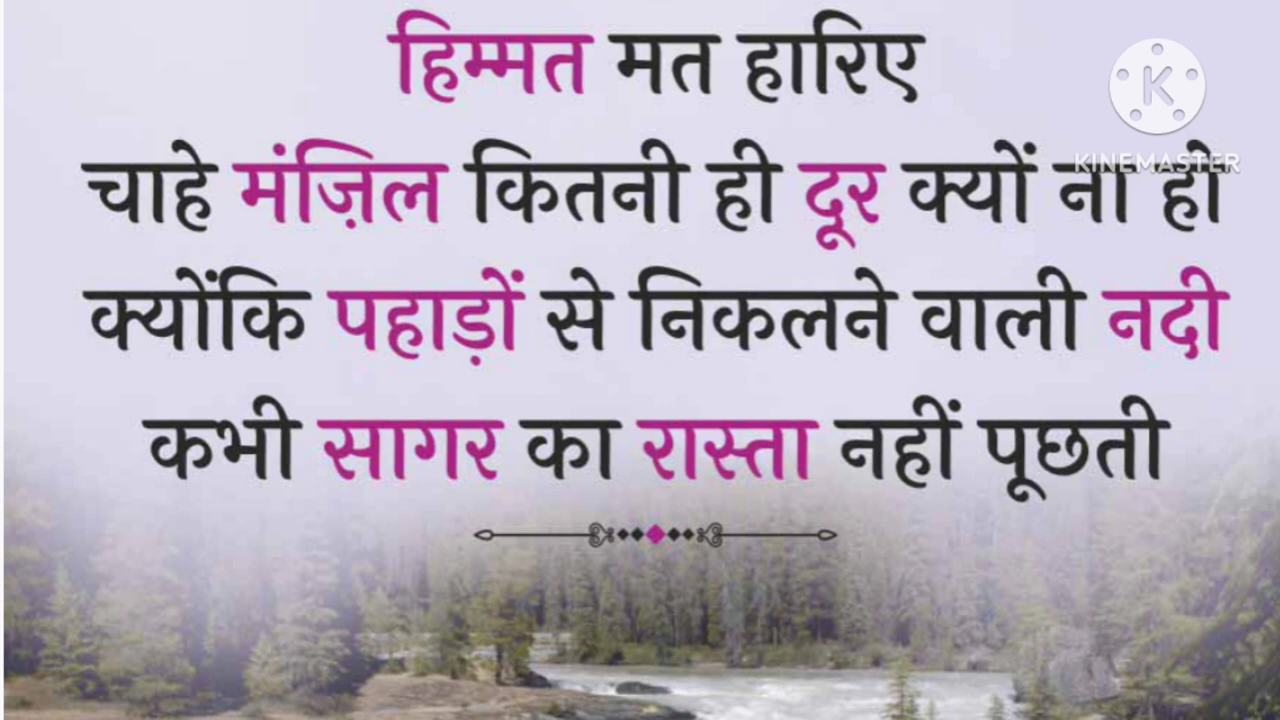 हिम्मत मत हारिए
चाहे मंज़िल कितनी ही दूर क्यों ना हो
क्योंकि पहाड़ों से निकलने वाली नदी
कभी सागर का रास्ता नहीं पूछती
K
KINEMASTER